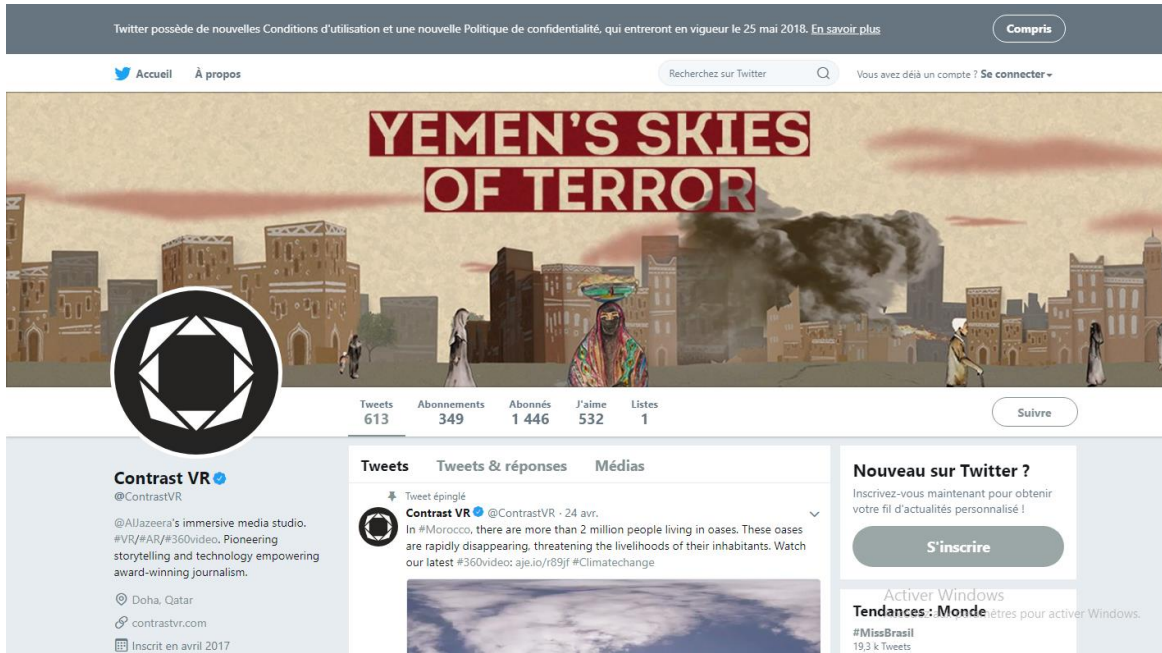 Twitter possède de nouvelles Conditions d'utilisation et une nouvelle Politique de confidentialité, qui entreront en vigueur le 25 mai 2018. En savoir plus
Compris
Accueil À propos
Recherchez sur Twitter
Vous avez déjà un compte ? Se connecter
YEMEN'S SKIES
OF TERROR
Tweets Abonnements Abonnés J'aime Listes
613 349 1 446 532 1
Suivre
Contrast VR
@ContrastVR
@AlJazeera's immersive media studio.
#VR/#AR/#360video. Pioneering
storytelling and technology empowering
award-winning journalism.
Doha, Qatar
contrastvr.com
Inscrit en avril 2017
Tweets Tweets & réponses Médias
Tweet épinglé
Contrast VR @ContrastVR · 24 avr.
In #Morocco, there are more than 2 million people living in oases. These oases
are rapidly disappearing, threatening the livelihoods of their inhabitants. Watch
our latest #360video: aje.io/r89jf #Climatechange
Nouveau sur Twitter ?
Inscrivez-vous maintenant pour obtenir
votre fil d'actualités personnalisé !
S'inscrire
Activer Windows
Tendances : Monde
pour activer Windows.
#MissBrasil
19,3 k Tweets